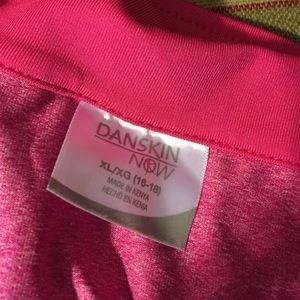 DANSKIN
NOW
XL/XG (16-18)
MADE IN KENYA
HECHO EN KENIA